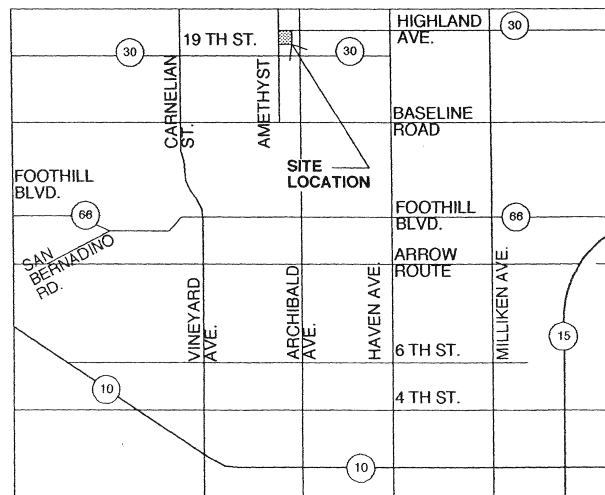 HIGHLAND
AVE.
30
19 TH ST.
30
30
CARNELIAN
ST.
AMETHYST
BASELINE
ROAD
SITE
LOCATION
FOOTHILL
BLVD.
66
FOOTHILL
BLVD.
66
SAN
BERNADINO
RD.
ARROW
ROUTE
VINEYARD
AVE.
ARCHIBALD
AVE.
HAVEN AVE.
MILLIKEN AVE.
15
6 TH ST.
10
4 TH ST.
10